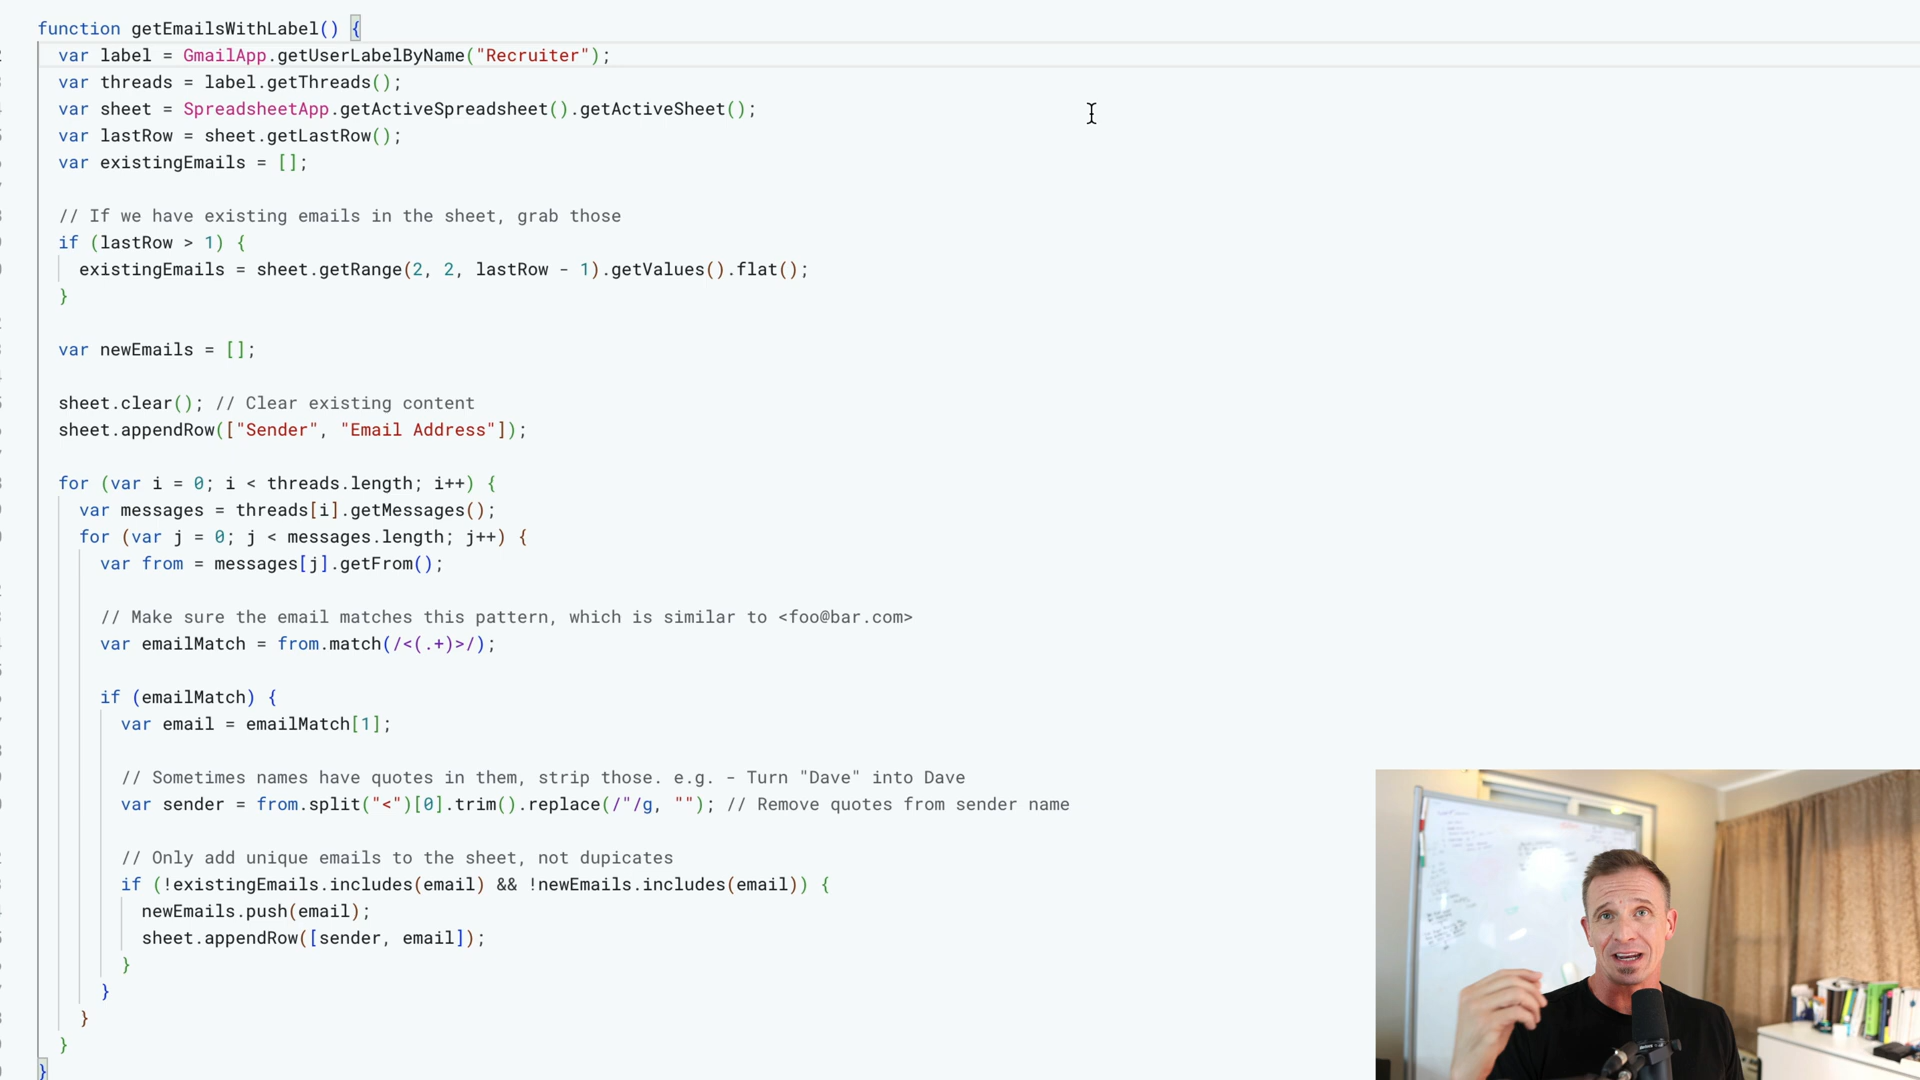 function getEmailsWithLabel() {
var label = GmailApp.getUserLabelByName("Recruiter");
var threads = label.getThreads();
var sheet = SpreadsheetApp.getActiveSpreadsheet().getActiveSheet();
var lastRow = sheet.getLastRow();
var existingEmails = [];
// If we have existing emails in the sheet, grab those
if (lastRow > 1) {
existingEmails = sheet.getRange(2, 2, lastRow - 1).getValues().flat();
}
var newEmails = [];
sheet.clear(); // Clear existing content
sheet.appendRow(["Sender", "Email Address"]);
for (var i = 0; i < threads.length; i++) {
var messages = threads[i].getMessages();
for (var j = 0; j < messages.length; j++) {
var from = messages[j].getFrom();
// Make sure the email matches this pattern, which is similar to <foo@bar.com>
var emailMatch = from.match(/<(.+)>/);
if (emailMatch) {
var email = emailMatch[1];
// Sometimes names have quotes in them, strip those. e.g. - Turn "Dave" into Dave
var sender = from.split("<")[0].trim().replace(/"/g, ""); // Remove quotes from sender name
// Only add unique emails to the sheet, not dupicates
if (!existingEmails.includes(email) && !newEmails.includes(email)) {
newEmails.push(email);
sheet.appendRow([sender, email]);
}
}
}
}
}